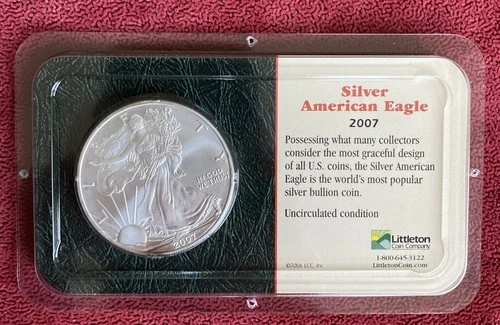 LIBERTY
IN GOD
WE TRUST
2007
Silver
American Eagle
2007
Possessing what many collectors
consider the most graceful design
of all U.S. coins, the Silver American
Eagle is the world's most popular
silver bullion coin.
Uncirculated condition
Littleton
Coin Company
1-800-645-3122
©2006 LCC, Inc.
LittletonCoin.com